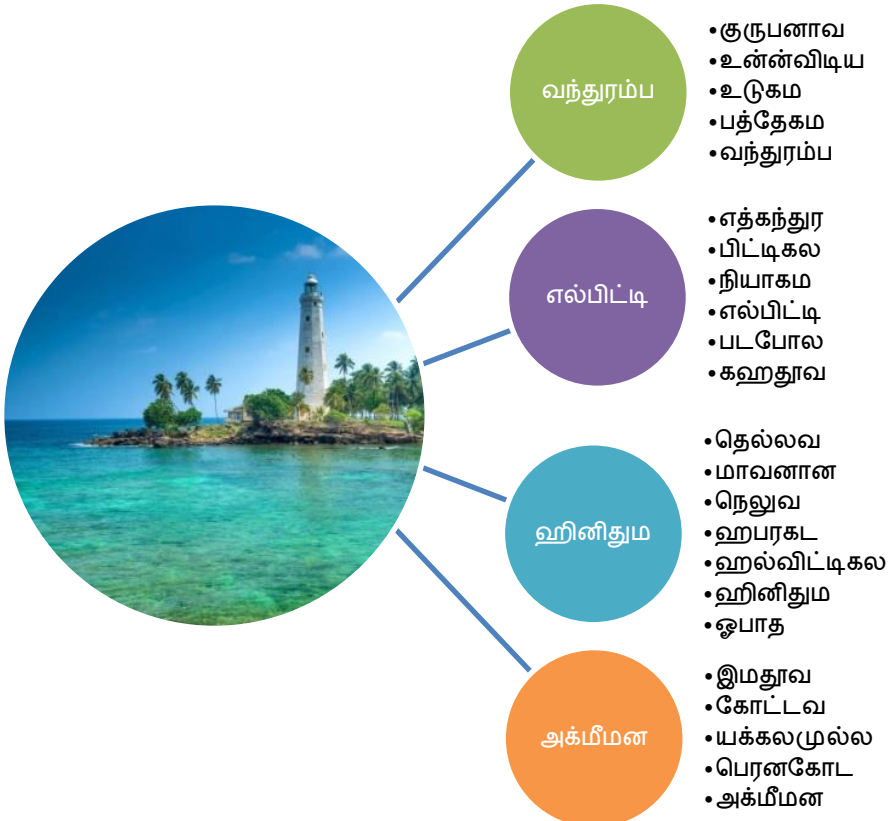 வந்துரம்ப
•குருபனாவ
•உன்ன்விடிய
•உடுகம
•பத்தேகம
•வந்துரம்ப
எல்பிட்டி
•எத்கந்துர
•பிட்டிகல
•நியாகம
•எல்பிட்டி
•படபோல
•கஹதூவ
ஹினிதும
•தெல்லவ
•மாவனான
•நெலுவ
•ஹபரகட
•ஹல்விட்டிகல
•ஹினிதும
•ஓபாத
அக்மீமன
•இமதூவ
•கோட்டவ
•யக்கலமுல்ல
•பெரனகோட
•அக்மீமன